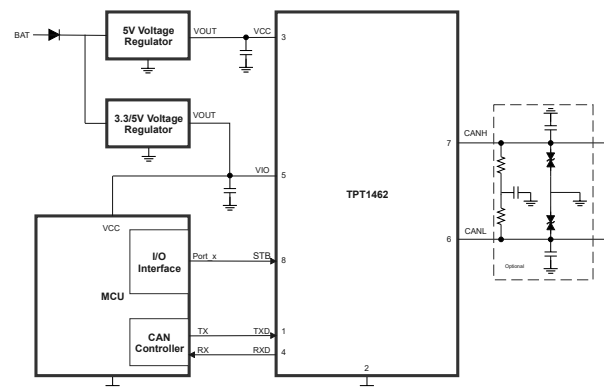 BAT
5V Voltage
Regulator
VOUT
VCC
3
3.3/5V Voltage
Regulator
VOUT
VIO
5
TPT1462
7
CANH
6
CANL
Optional
VCC
I/O
Interface
MCU
Port_x
STB
8
CAN
Controller
TX
TXD
1
RX
RXD
4
2